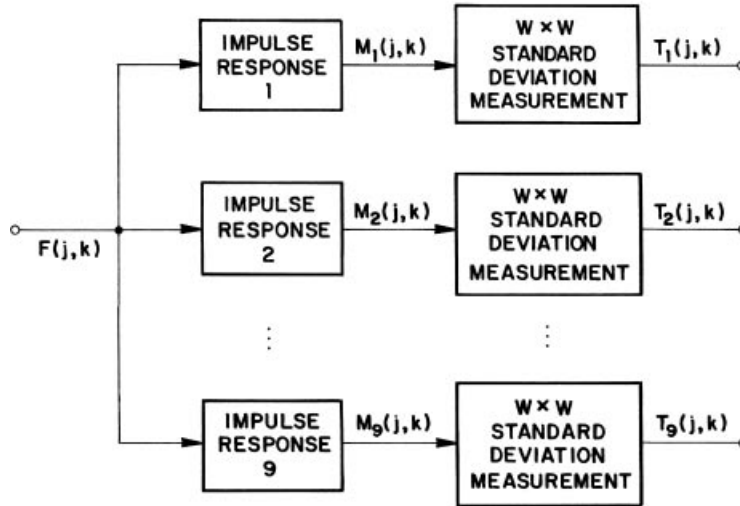 IMPULSE
RESPONSE
1
M₁(j,k)
W × W
STANDARD
DEVIATION
MEASUREMENT
T₁(j,k)
F(j,k)
IMPULSE
RESPONSE
2
M₂(j,k)
W × W
STANDARD
DEVIATION
MEASUREMENT
T₂(j,k)
⋮
⋮
IMPULSE
RESPONSE
9
M₉(j,k)
W × W
STANDARD
DEVIATION
MEASUREMENT
T₉(j,k)